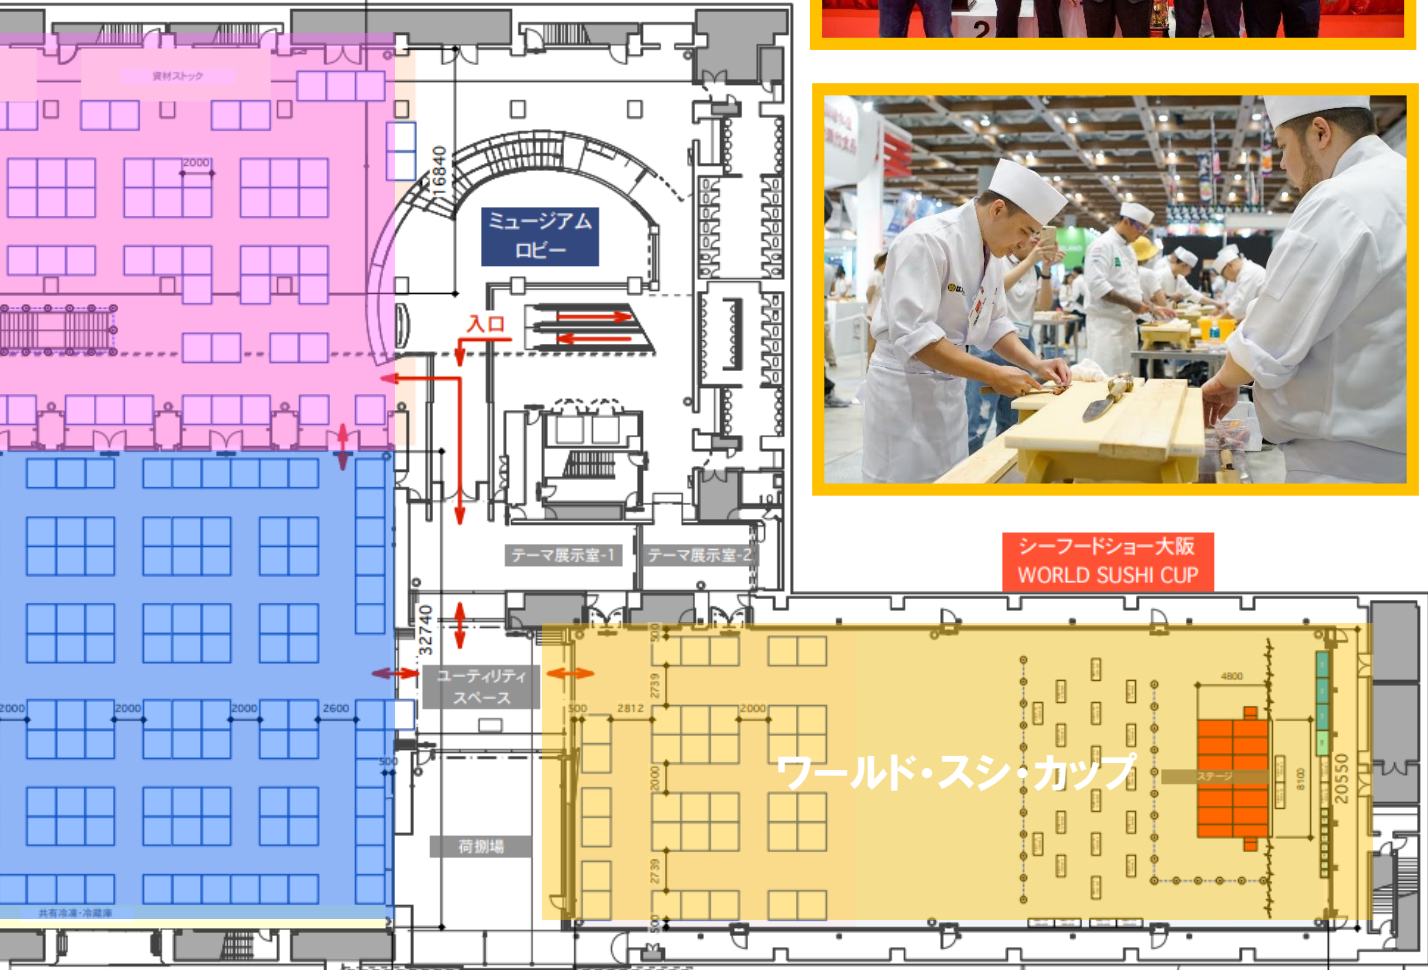 2
資材ストック
2000
16840
ミュージアム
ロビー
入口
テーマ展示室-1
テーマ展示室-2
シーフードショー大阪
WORLD SUSHI CUP
32740
ユーティリティ
スペース
500
2739
500
2812
2000
4800
2000
2000
2000
2600
500
2000
ワールド・スシ・カップ
ステージ
8100
20550
荷捌場
2739
500
共有冷凍・冷蔵庫